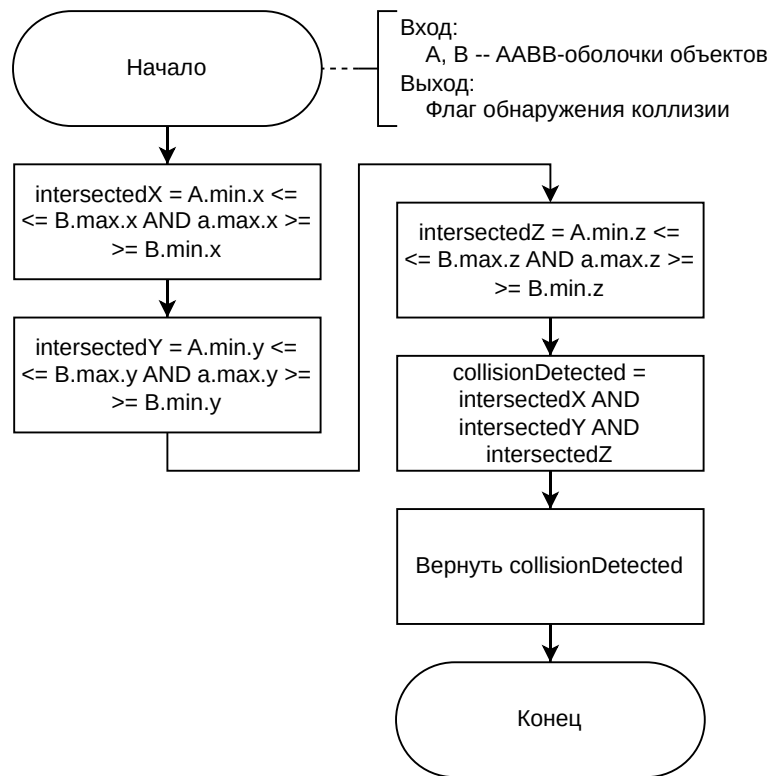 Начало
Вход:
А, В -- ААВВ-оболочки объектов
Выход:
Флаг обнаружения коллизии
intersectedX = A.min.x <=
<= B.max.x AND a.max.x >=
>= B.min.x
intersectedY = A.min.y <=
<= B.max.y AND a.max.y >=
>= B.min.y
intersectedZ = A.min.z <=
<= B.max.z AND a.max.z >=
>= B.min.z
collisionDetected =
intersectedX AND
intersectedY AND
intersectedZ
Вернуть collisionDetected
Конец